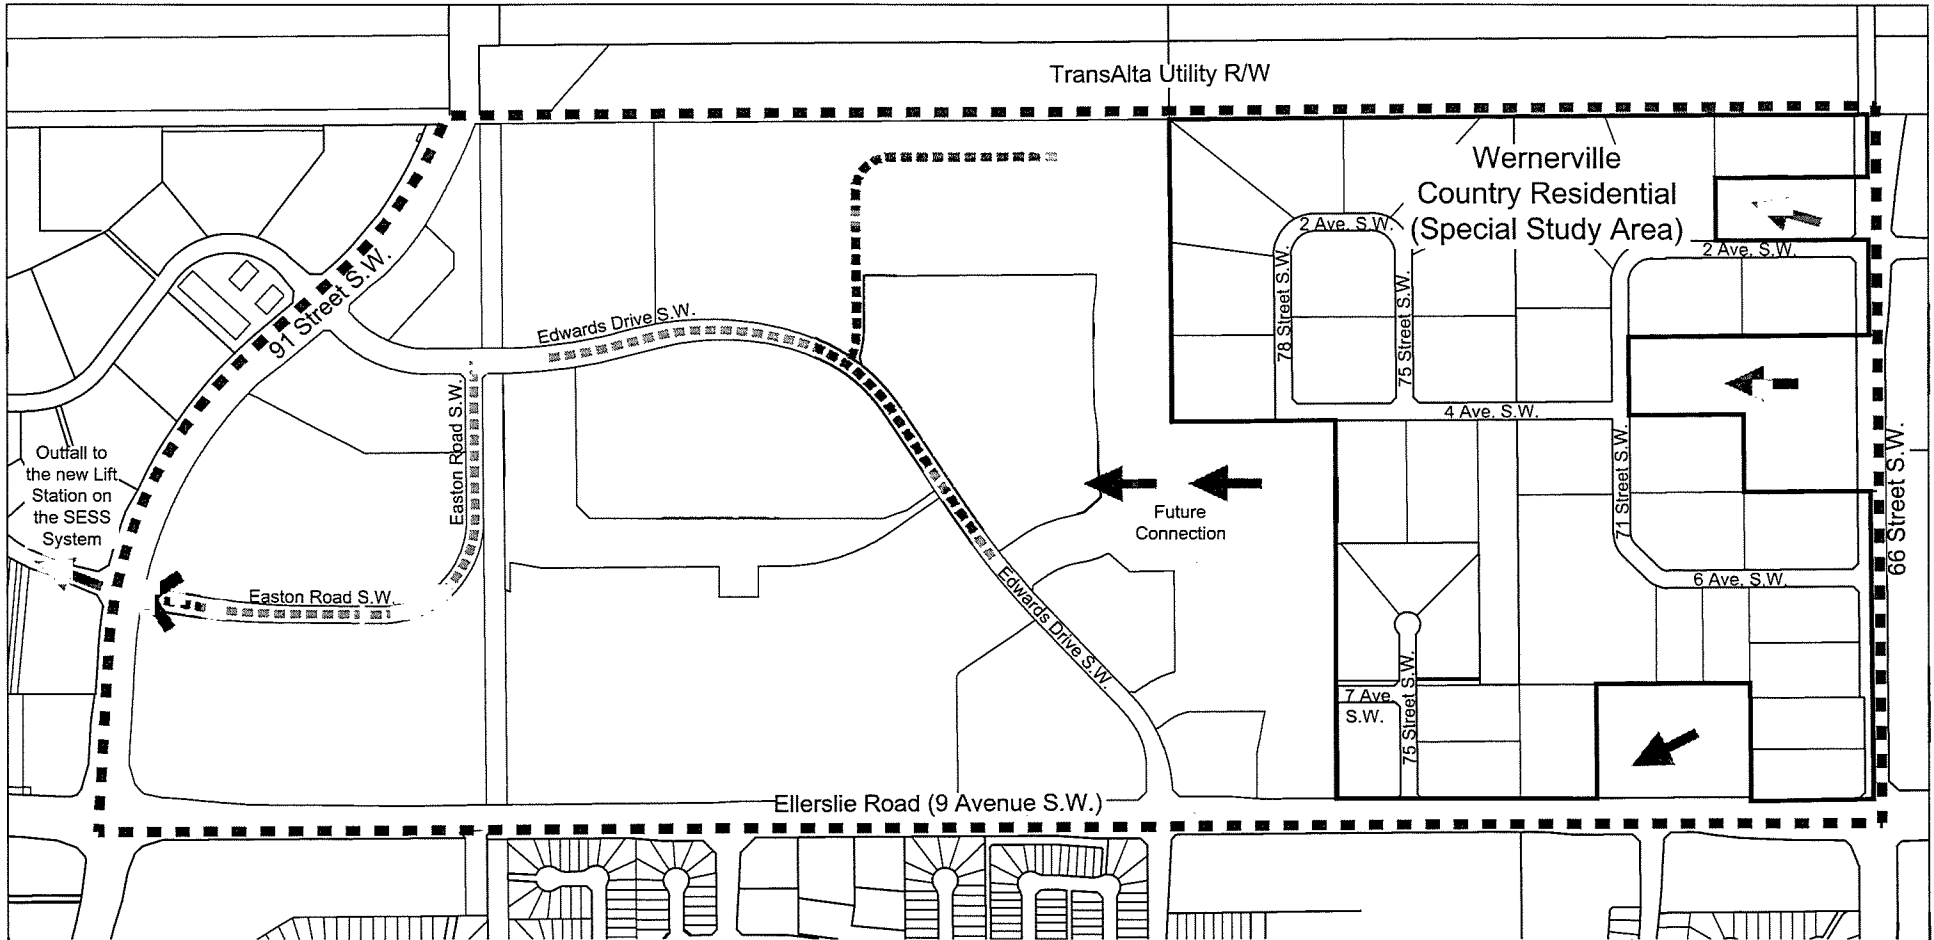 TransAlta Utility R/W
Wernerville
Country Residential
(Special Study Area)
2 Ave. S.W.
2 Ave. S.W.
78 Street S.W.
75 Street S.W.
91 Street S.W.
Edwards Drive S.W.
Easton Road S.W.
4 Ave. S.W.
71 Street S.W.
66 Street S.W.
Outfall to
the new Lift
Station on
the SESS
System
Future
Connection
Easton Road S.W.
Edwards Drive S.W.
6 Ave. S.W.
7 Ave
S.W.
75 Street S.W.
Ellerslie Road (9 Avenue S.W.)